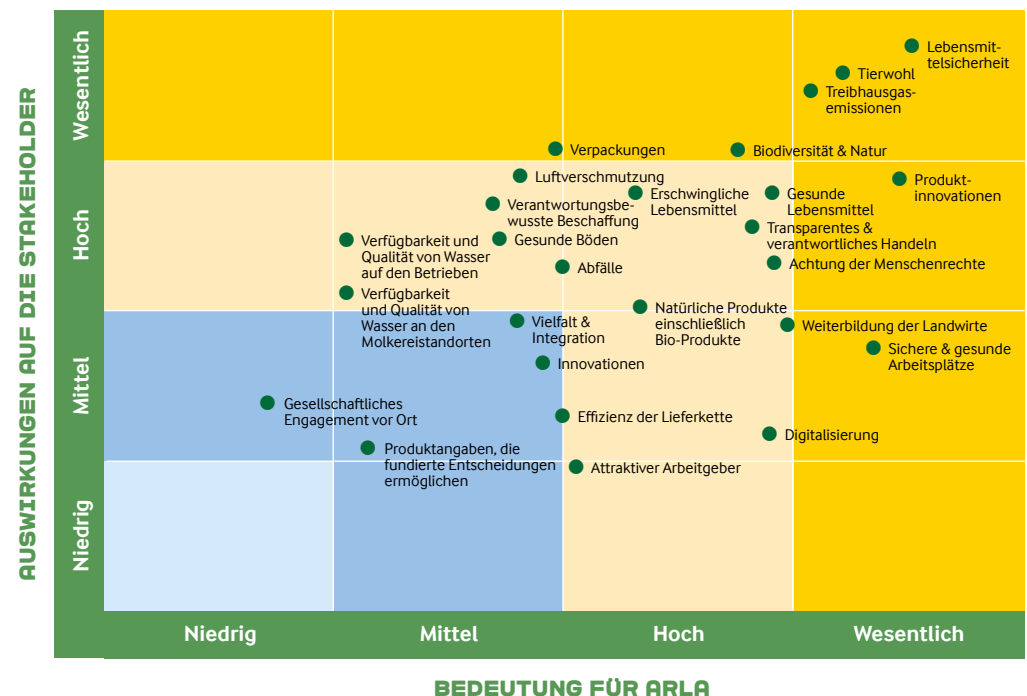 AUSWIRKUNGEN AUF DIE STAKEHOLDER
Wesentlich
Hoch
Mittel
Niedrig
Lebensmit-
telsicherheit
Tierwohl
Treibhausgas-
emissionen
Verpackungen
Biodiversität & Natur
Luftverschmutzung
Verantwortungsbe-
wusste Beschaffung
Erschwingliche
Lebensmittel
Gesunde
Lebensmittel
Produkt-
innovationen
Verfügbarkeit und
Qualität von Wasser
auf den Betrieben
Gesunde Böden
Transparentes &
verantwortliches Handeln
Abfälle
Achtung der Menschenrechte
Verfügbarkeit
und Qualität von
Wasser an den
Molkereistandorten
Natürliche Produkte
einschließlich
Bio-Produkte
Vielfalt &
Integration
Weiterbildung der Landwirte
Sichere & gesunde
Arbeitsplätze
Innovationen
Gesellschaftliches
Engagement vor Ort
Effizienz der Lieferkette
Digitalisierung
Produktangaben, die
fundierte Entscheidungen
ermöglichen
Attraktiver Arbeitgeber
Niedrig
Mittel
Hoch
Wesentlich
BEDEUTUNG FÜR ARLA